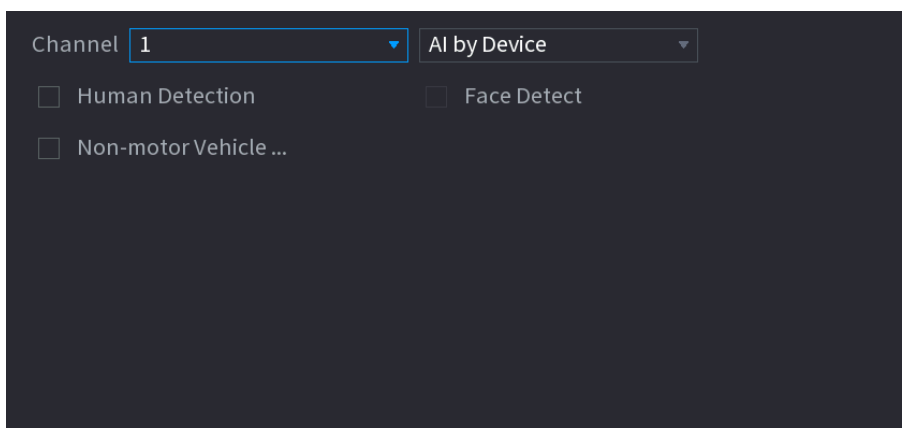 Channel 1 AI by Device
Human Detection Face Detect
Non-motor Vehicle ...